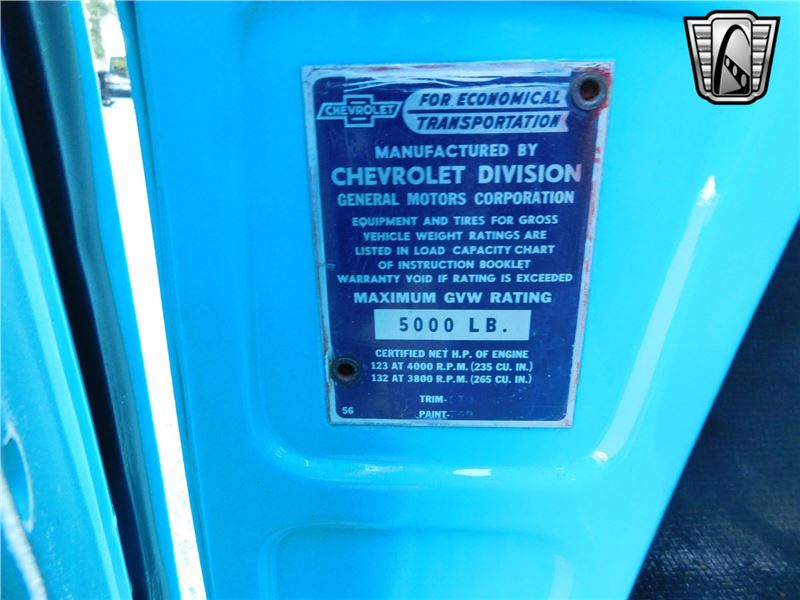 CHEVROLET
FOR ECONOMICAL
TRANSPORTATION
MANUFACTURED BY
CHEVROLET DIVISION
GENERAL MOTORS CORPORATION
EQUIPMENT AND TIRES FOR GROSS
VEHICLE WEIGHT RATINGS ARE
LISTED IN LOAD CAPACITY CHART
OF INSTRUCTION BOOKLET
WARRANTY VOID IF RATING IS EXCEEDED
MAXIMUM GVW RATING
5000 LB.
CERTIFIED NET H.P. OF ENGINE
123 AT 4000 R.P.M. (235 CU. IN.)
132 AT 3800 R.P.M. (265 CU. IN.)
TRIM-
56
PAINT-